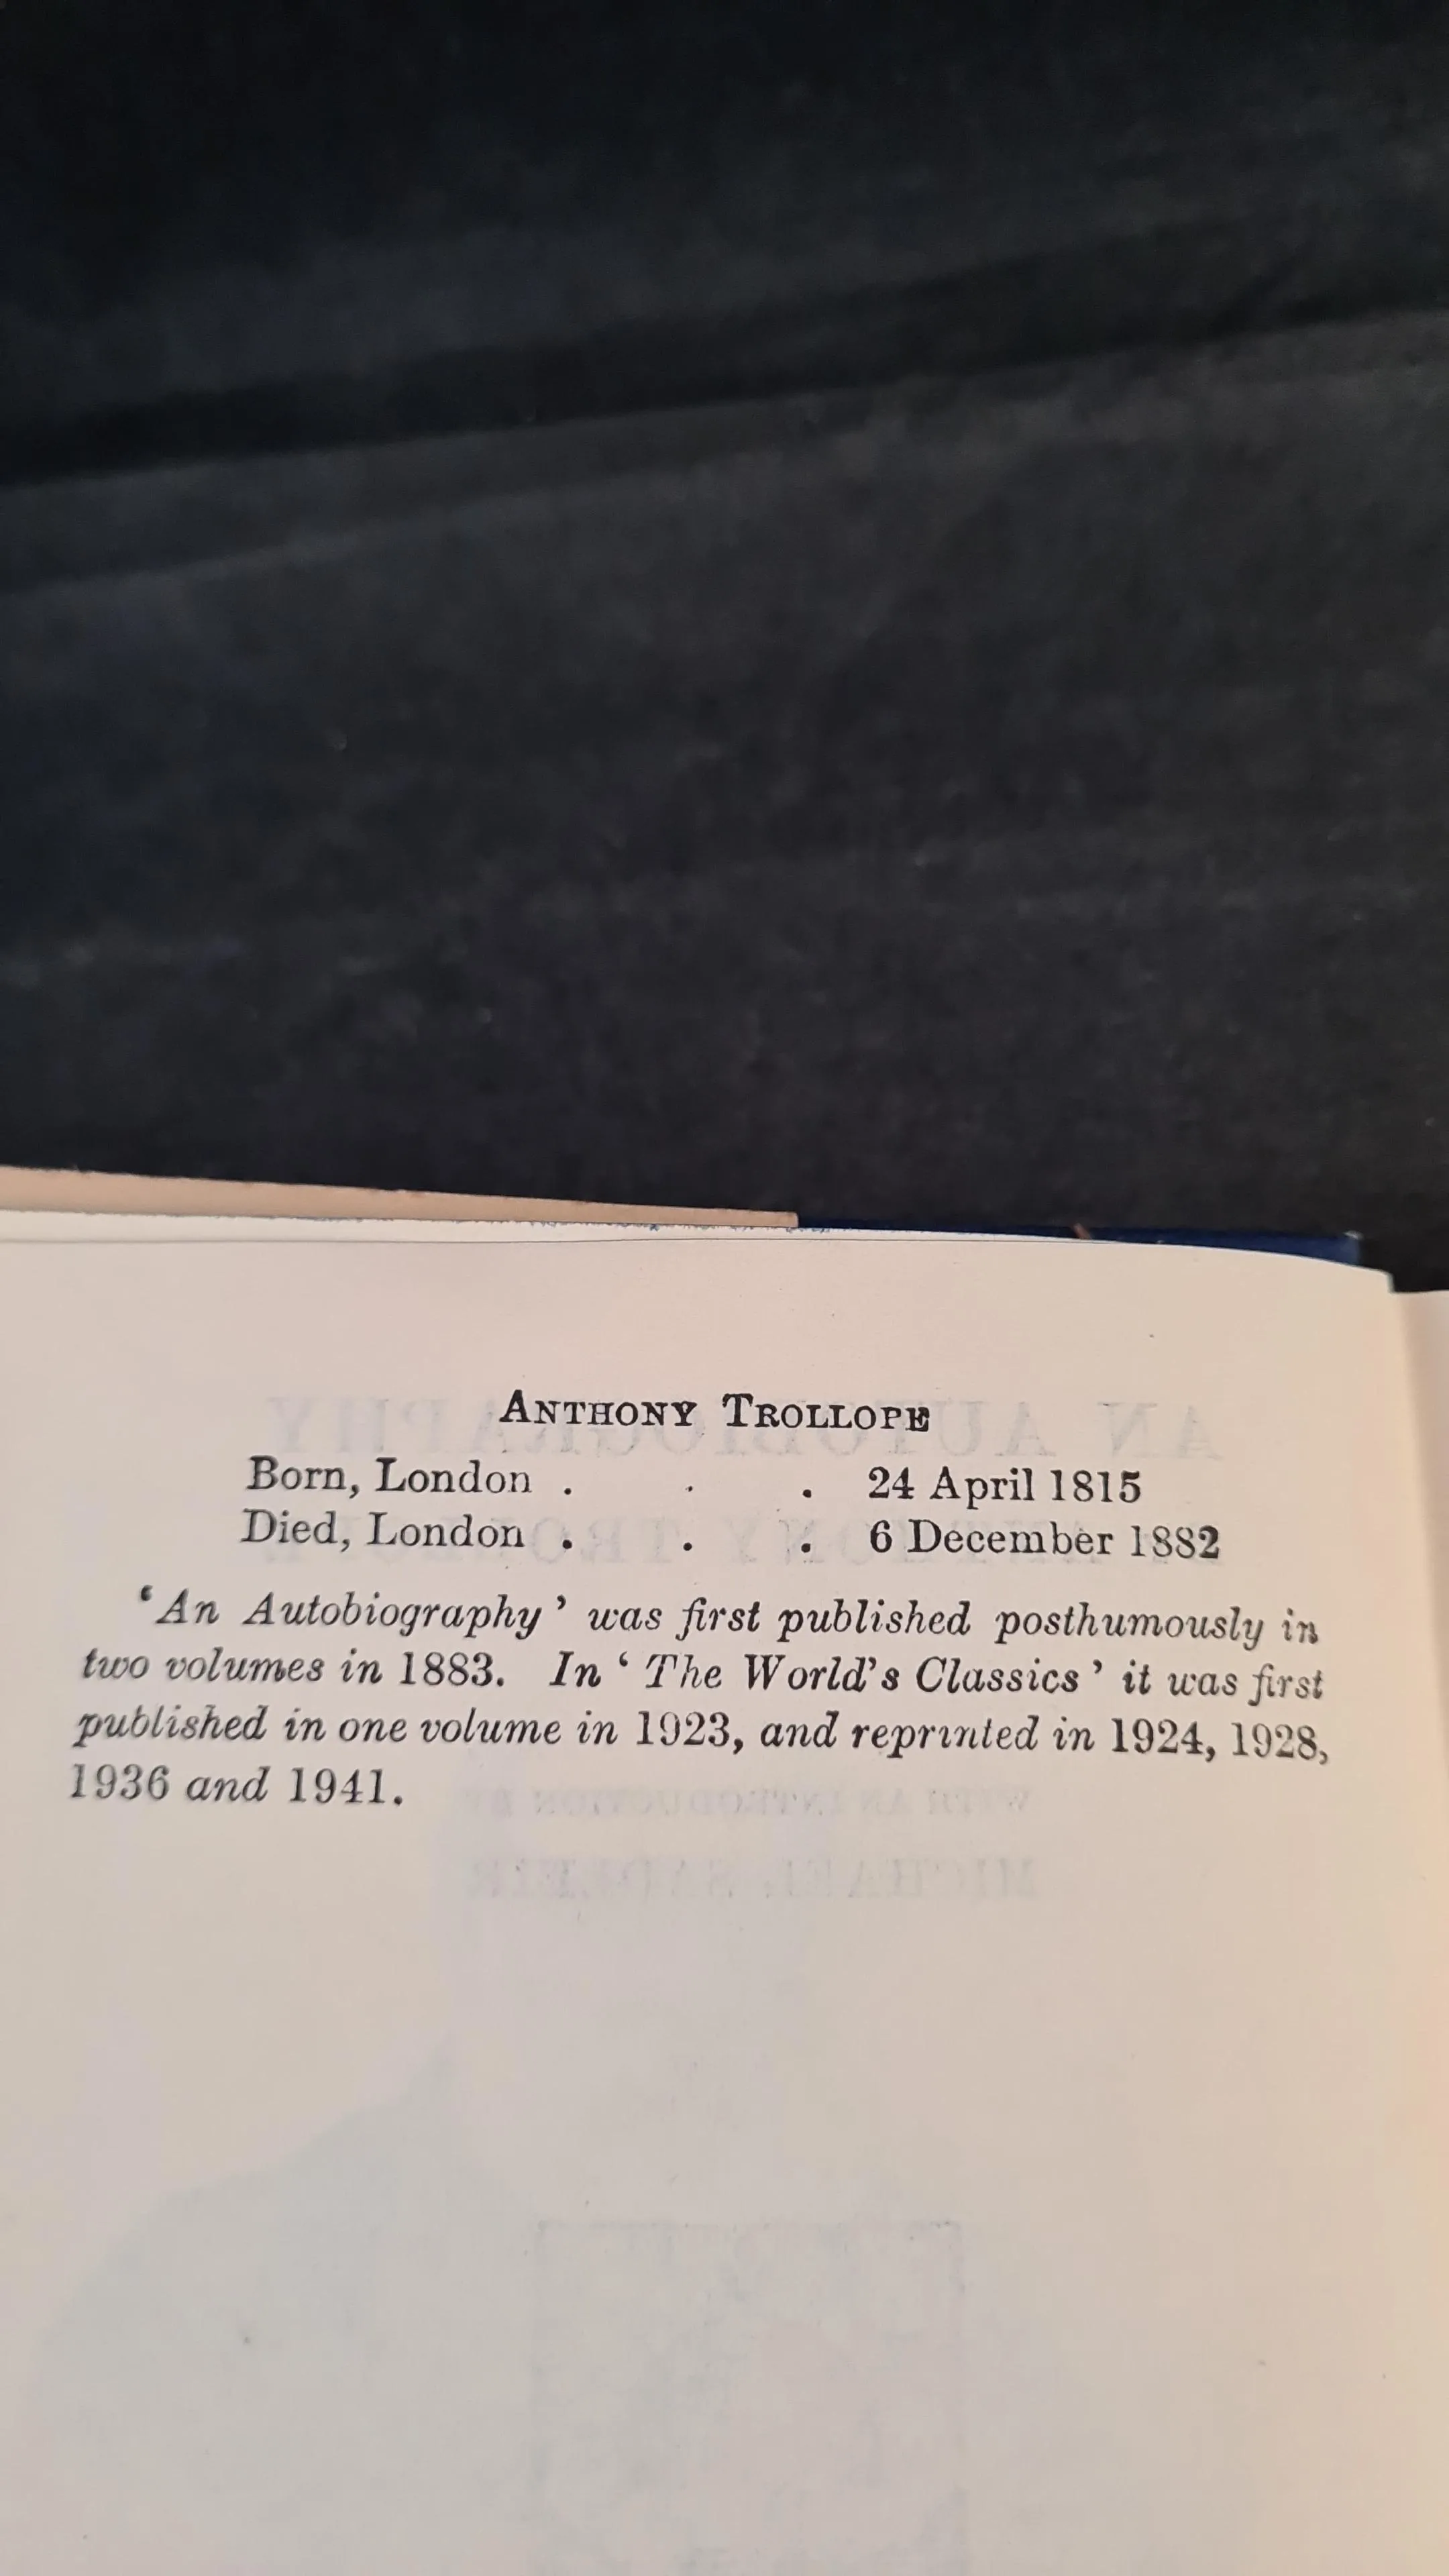 ANTHONY TROLLOPE
Born, London . . . 24 April 1815
Died, London . . . 6 December 1882
‘An Autobiography’ was first published posthumously in
two volumes in 1883. In ‘The World's Classics’ it was first
published in one volume in 1923, and reprinted in 1924, 1928,
1936 and 1941.